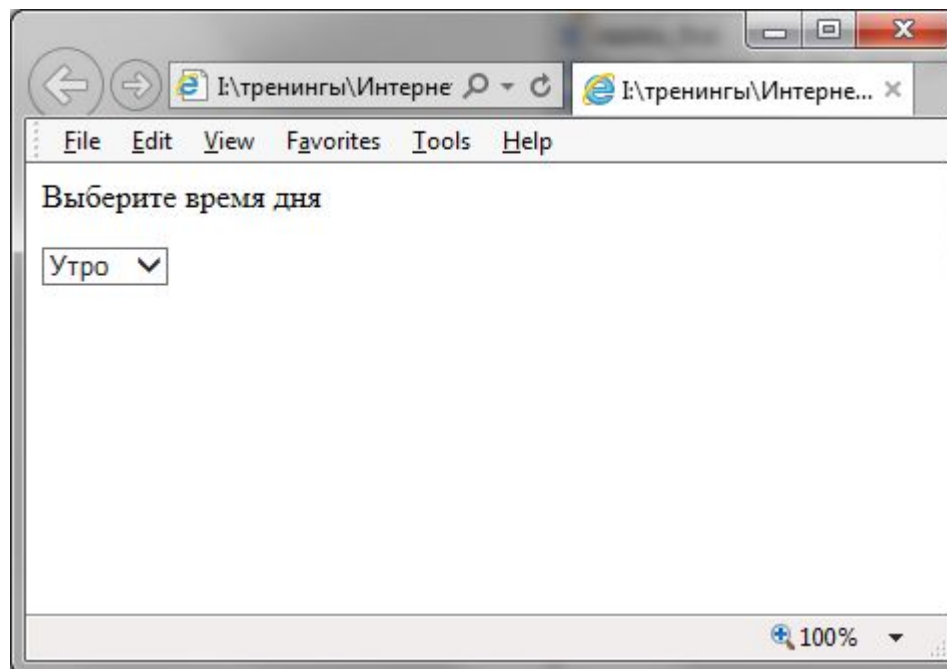 I:\тренинги\Интерне
I:\тренинги\Интерне...
File Edit View Favorites Tools Help
Выберите время дня
Утро
100%